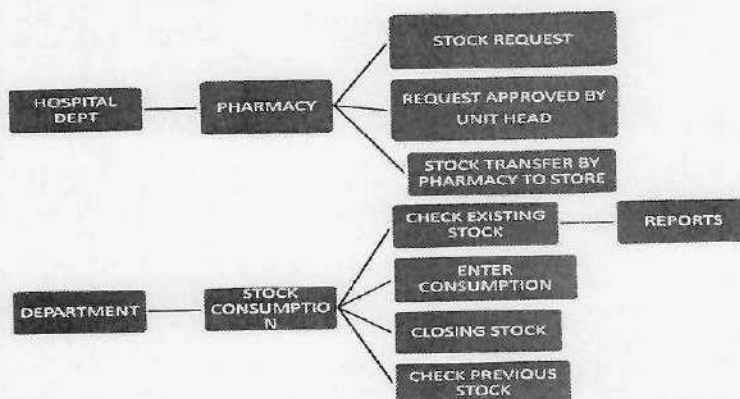 STOCK REQUEST
HOSPITAL
DEPT
PHARMACY
REQUEST APPROVED BY
UNIT HEAD
STOCK TRANSFER BY
PHARMACY TO STORE
CHECK EXISTING
STOCK
REPORTS
ENTER
CONSUMPTION
DEPARTMENT
STOCK
CONSUMPTIO
N
CLOSING STOCK
CHECK PREVIOUS
STOCK